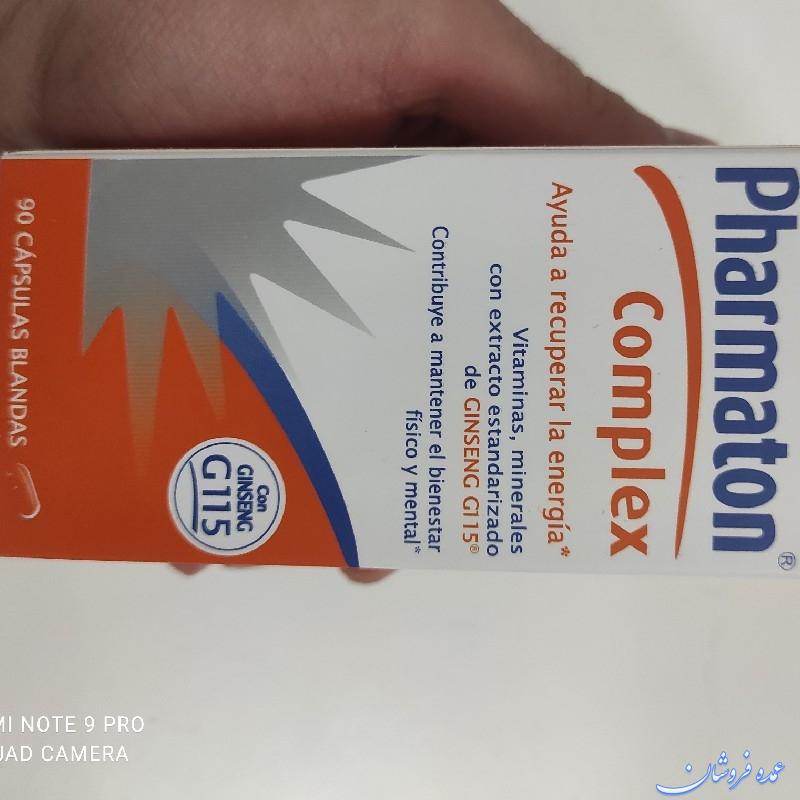 Pharmaton®
Complex
Ayuda a recuperar la energía*
Vitaminas, minerales
con extracto estandarizado
de GINSENG G115®
Contribuye a mantener el bienestar
físico y mental*
Con
GINSENG
G115
90 CÁPSULAS BLANDAS
MI NOTE 9 PRO
UAD CAMERA
عمده فروشان